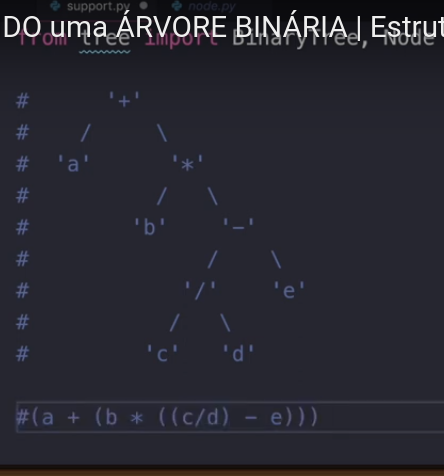 support.py ● node.py
DO uma ÁRVORE BINÁRIA | Estrut
from tree import BinaryTree, Node
# '+'
# / \
# 'a' '*'
# / \
# 'b' '-'
# / \
# '/' 'e'
# / \
# 'c' 'd'
#(a + (b * ((c/d) - e)))